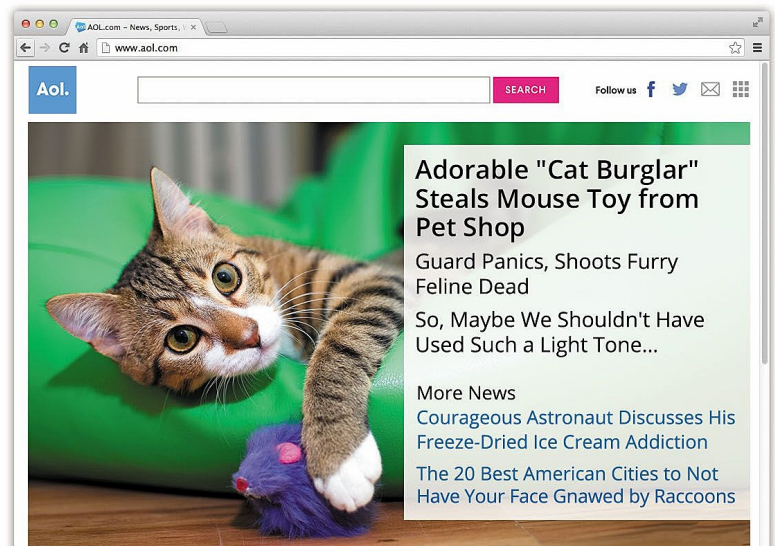 AOL.com – News, Sports, W
www.aol.com
Aol.
SEARCH
Follow us
Adorable "Cat Burglar"
Steals Mouse Toy from
Pet Shop
Guard Panics, Shoots Furry
Feline Dead
So, Maybe We Shouldn't Have
Used Such a Light Tone...
More News
Courageous Astronaut Discusses His
Freeze-Dried Ice Cream Addiction
The 20 Best American Cities to Not
Have Your Face Gnawed by Raccoons